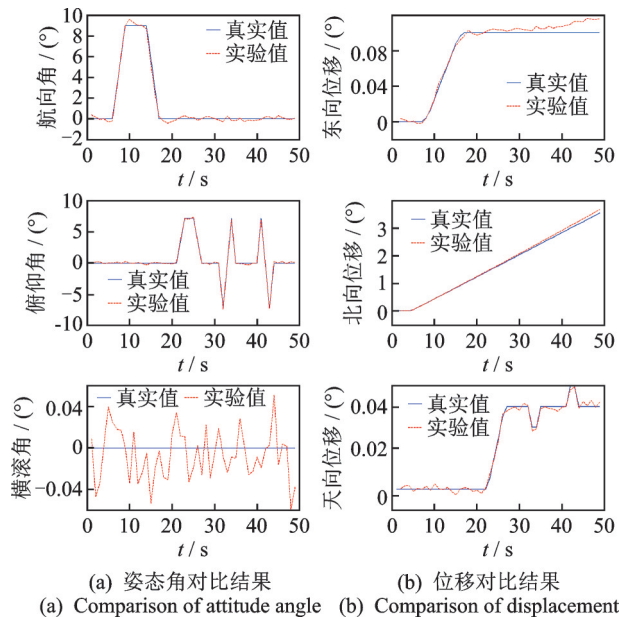 航向角 / (°)
10
8
6
4
2
0
−2
真实值
实验值
0 10 20 30 40 50
t / s
东向位移 / (°)
0.08
0.04
0
真实值
实验值
0 10 20 30 40 50
t / s
俯仰角 / (°)
10
5
0
−5
-10
真实值
实验值
0 10 20 30 40 50
t / s
北向位移 / (°)
3
2
1
0
真实值
实验值
0 10 20 30 40 50
t / s
横滚角 / (°)
0.04
0
−0.04
真实值 实验值
0 10 20 30 40 50
t / s
天向位移 / (°)
0.04
0.02
0
真实值
实验值
0 10 20 30 40 50
t / s
(a) 姿态角对比结果 (b) 位移对比结果
(a) Comparison of attitude angle (b) Comparison of displacement